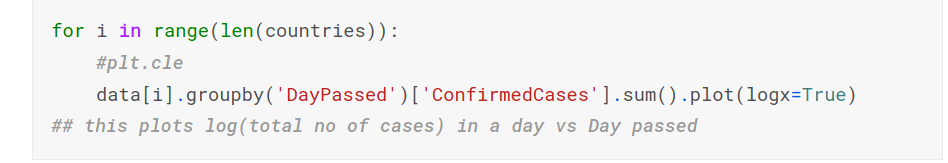 for i in range(len(countries)):
    #plt.cle
    data[i].groupby('DayPassed')['ConfirmedCases'].sum().plot(logx=True)
## this plots log(total no of cases) in a day vs Day passed